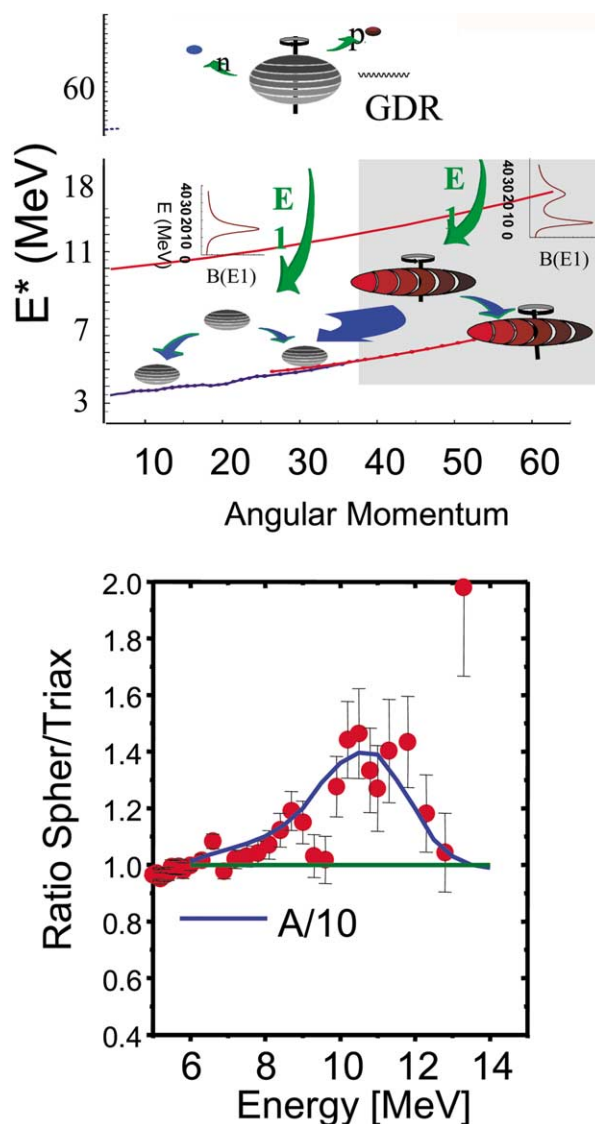 n
p
60
GDR
E* (MeV)
18
11
7
3
E (MeV)
40 30 20 10 0
B(E1)
E1
E1
40 30 20 10 0
B(E1)
10 20 30 40 50 60
Angular Momentum
Ratio Spher/Triax
2.0
1.8
1.6
1.4
1.2
1.0
0.8
0.6
0.4
A/10
6 8 10 12 14
Energy [MeV]